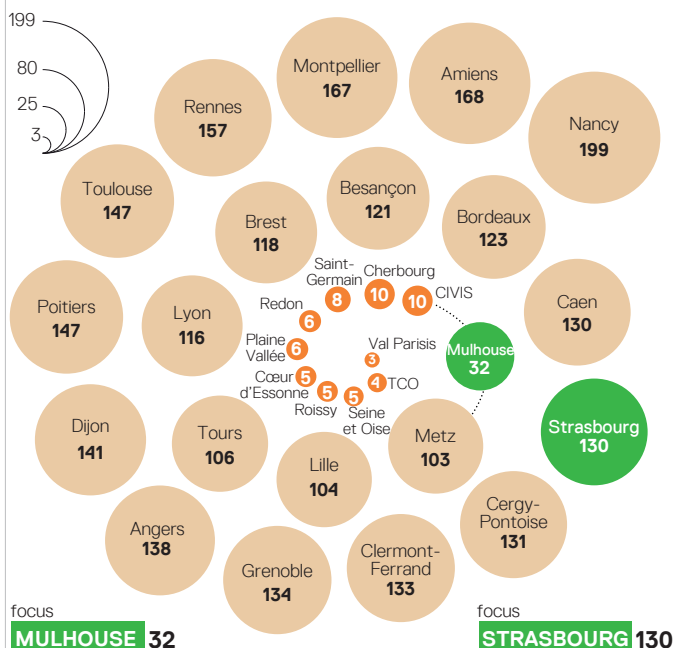 199
80
25
3
Montpellier
167
Amiens
168
Rennes
157
Nancy
199
Toulouse
147
Besançon
121
Brest
118
Bordeaux
123
Saint-
Germain
8
Cherbourg
10
CIVIS
10
Redon
6
Poitiers
147
Lyon
116
Caen
130
Plaine
Vallée
6
Val Parisis
3
Mulhouse
32
Cœur
d'Essonne
5
TCO
4
Roissy
5
Seine
et Oise
5
Dijon
141
Tours
106
Metz
103
Strasbourg
130
Lille
104
Cergy-
Pontoise
131
Angers
138
Grenoble
134
Clermont-
Ferrand
133
focus
MULHOUSE 32
focus
STRASBOURG 130